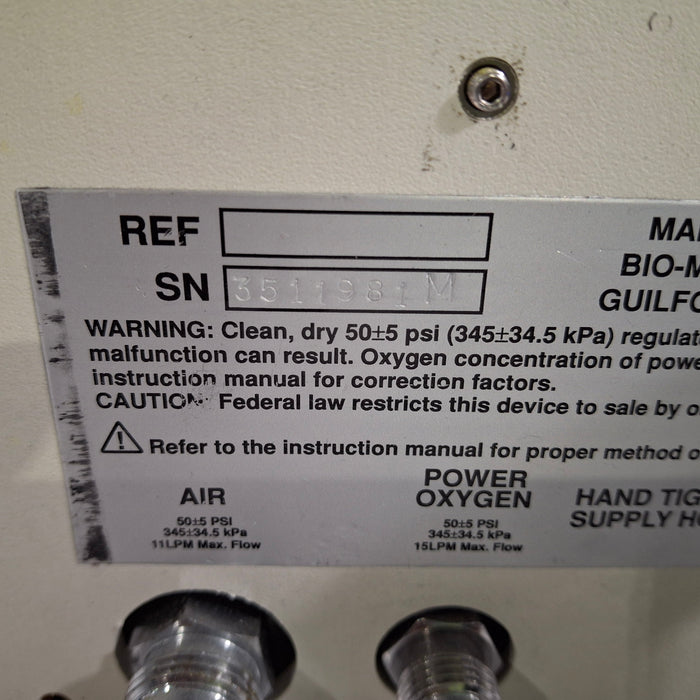 REF
MAN
SN 3511981M
BIO-M
GUILFO
WARNING: Clean, dry 50±5 psi (345±34.5 kPa) regulate
malfunction can result. Oxygen concentration of powe
instruction manual for correction factors.
CAUTION: Federal law restricts this device to sale by o
Refer to the instruction manual for proper method o
AIR
50±5 PSI
345±34.5 kPa
11LPM Max. Flow
POWER
OXYGEN
50±5 PSI
345±34.5 kPa
15LPM Max. Flow
HAND TIG
SUPPLY HO